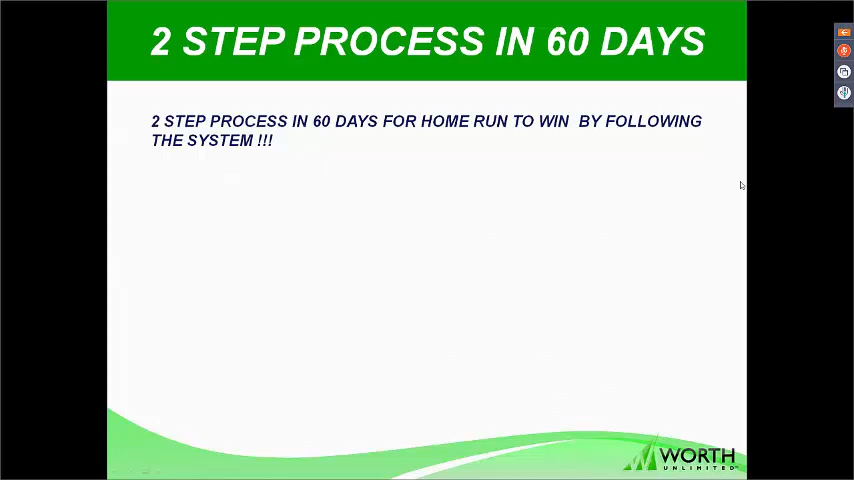 2 STEP PROCESS IN 60 DAYS
2 STEP PROCESS IN 60 DAYS FOR HOME RUN TO WIN BY FOLLOWING
THE SYSTEM !!!
WORTH
UNLIMITED™